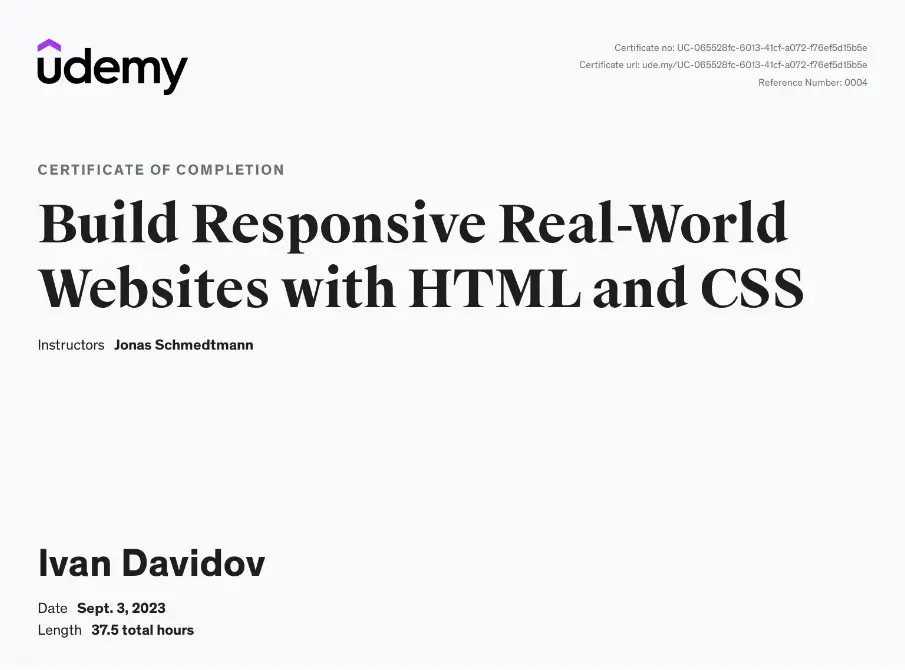 udemy
Certificate no: UC-065528fc-6013-41cf-a072-f76ef5d15b5e
Certificate url: ude.my/UC-065528fc-6013-41cf-a072-f76ef5d15b5e
Reference Number: 0004
CERTIFICATE OF COMPLETION
Build Responsive Real-World
Websites with HTML and CSS
Instructors Jonas Schmedtmann
Ivan Davidov
Date Sept. 3, 2023
Length 37.5 total hours